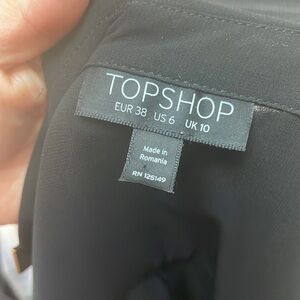 TOPSHOP
EUR 38 US 6 UK 10
Made in
Romania
RN 125149